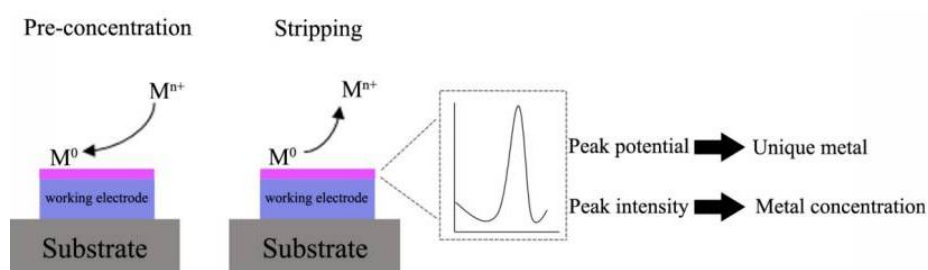 Pre-concentration
Stripping
Mⁿ⁺
M⁰
working electrode
Substrate
Mⁿ⁺
M⁰
working electrode
Substrate
Peak potential
Unique metal
Peak intensity
Metal concentration